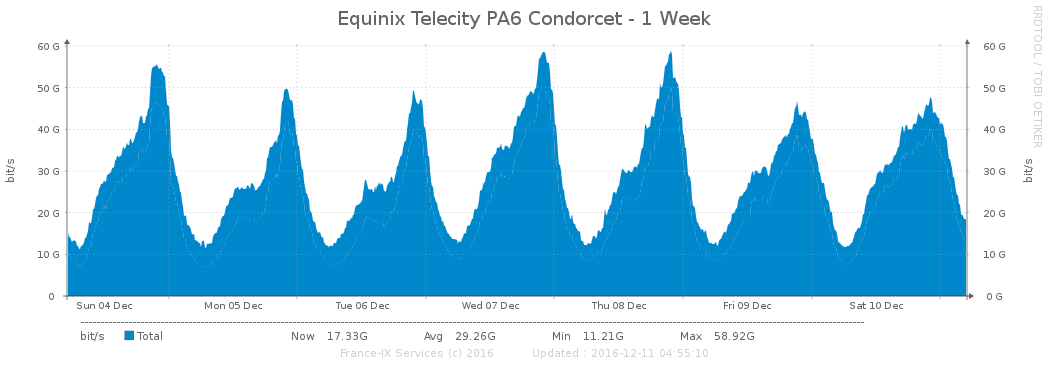 Equinix Telecity PA6 Condorcet - 1 Week
RRDTOOL / TOBI OETIKER
60 G 60 G
50 G 50 G
40 G 40 G
30 G 30 G
20 G 20 G
10 G 10 G
0 0 G
bit/s
bit/s
Sun 04 Dec Mon 05 Dec Tue 06 Dec Wed 07 Dec Thu 08 Dec Fri 09 Dec Sat 10 Dec
bit/s Total Now 17.33G Avg 29.26G Min 11.21G Max 58.92G
France-IX Services (c) 2016 Updated : 2016-12-11 04:55:10